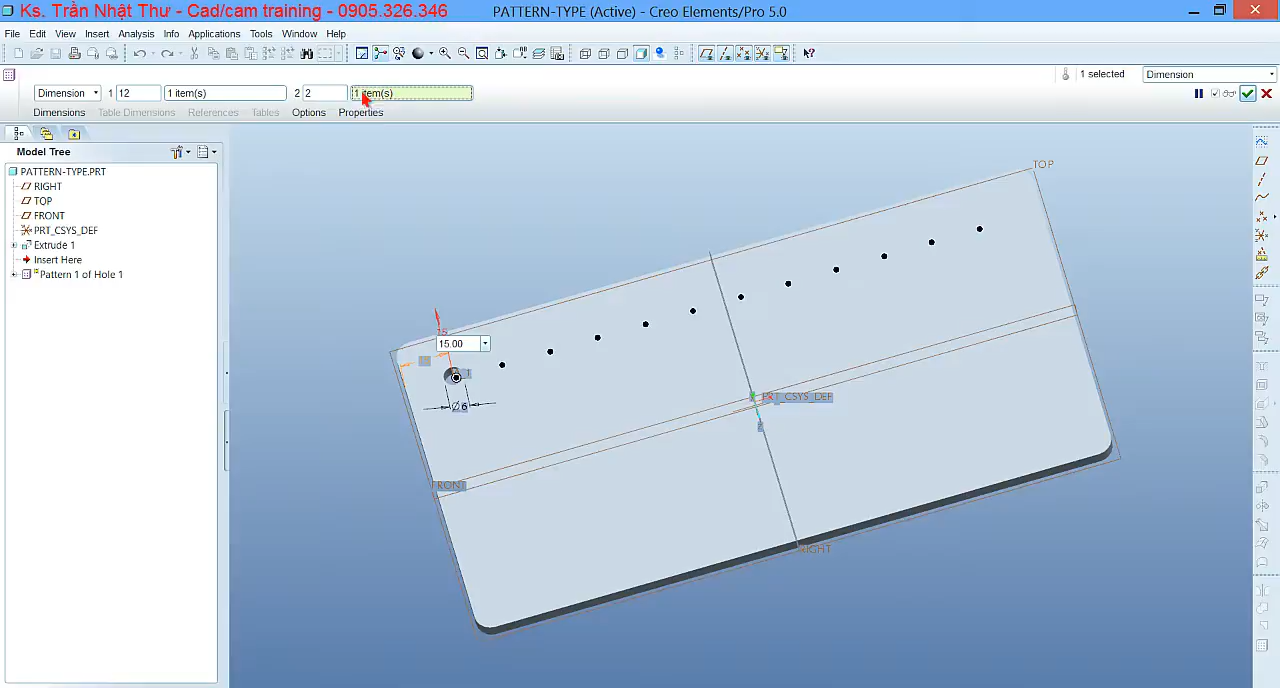 Ks. Trần Nhật Thư - Cad/cam training - 0905.326.346
PATTERN-TYPE (Active) - Creo Elements/Pro 5.0
File Edit View Insert Analysis Info Applications Tools Window Help
1 selected Dimension
Dimension 1 12 1 item(s) 2 2 1 item(s)
Dimensions Table Dimensions References Tables Options Properties
Model Tree
PATTERN-TYPE.PRT
RIGHT
TOP
FRONT
PRT_CSYS_DEF
Extrude 1
Insert Here
Pattern 1 of Hole 1
TOP
15
15.00
1
Ø6
PRT_CSYS_DEF
Z
FRONT
RIGHT